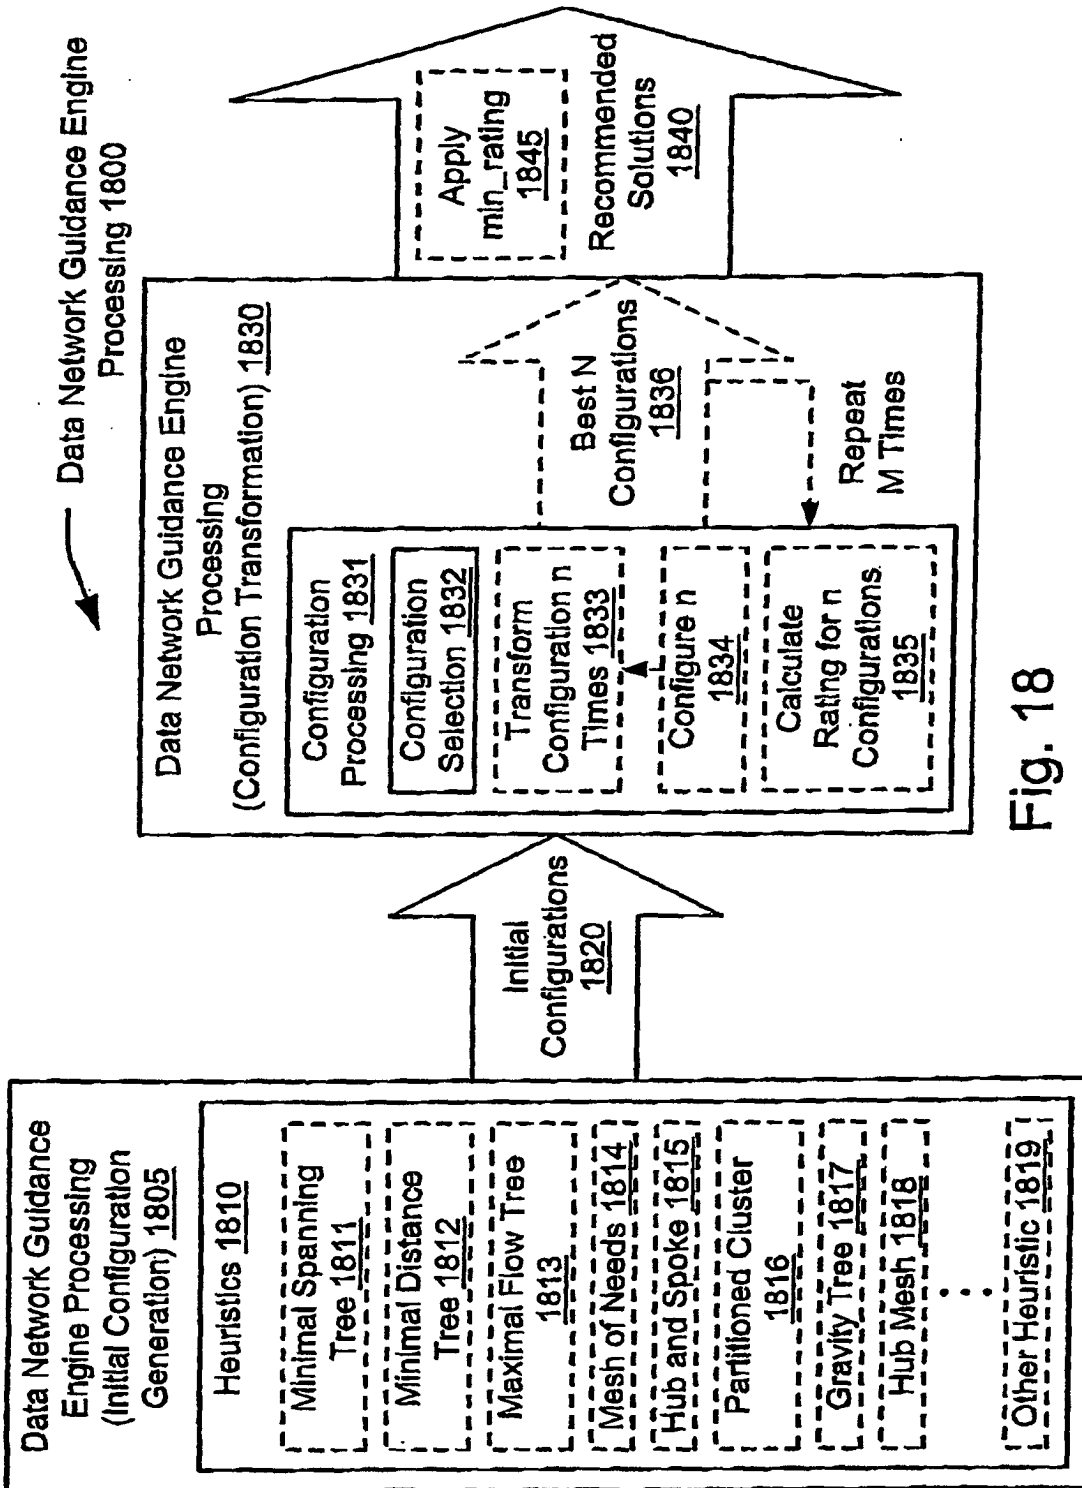 Data Network Guidance Engine
Processing 1800
Data Network Guidance
Engine Processing
(Initial Configuration
Generation) 1805
Heuristics 1810
Minimal Spanning
Tree 1811
Minimal Distance
Tree 1812
Maximal Flow Tree
1813
Mesh of Needs 1814
Hub and Spoke 1815
Partitioned Cluster
1816
Gravity Tree 1817
Hub Mesh 1818
Other Heuristic 1819
Initial
Configurations
1820
Data Network Guidance Engine
Processing
(Configuration Transformation) 1830
Configuration
Processing 1831
Configuration
Selection 1832
Transform
Configuration n
Times 1833
Configure n
1834
Calculate
Rating for n
Configurations
1835
Best N
Configurations
1836
Repeat
M Times
Apply
min_rating
1845
Recommended
Solutions
1840
Fig. 18